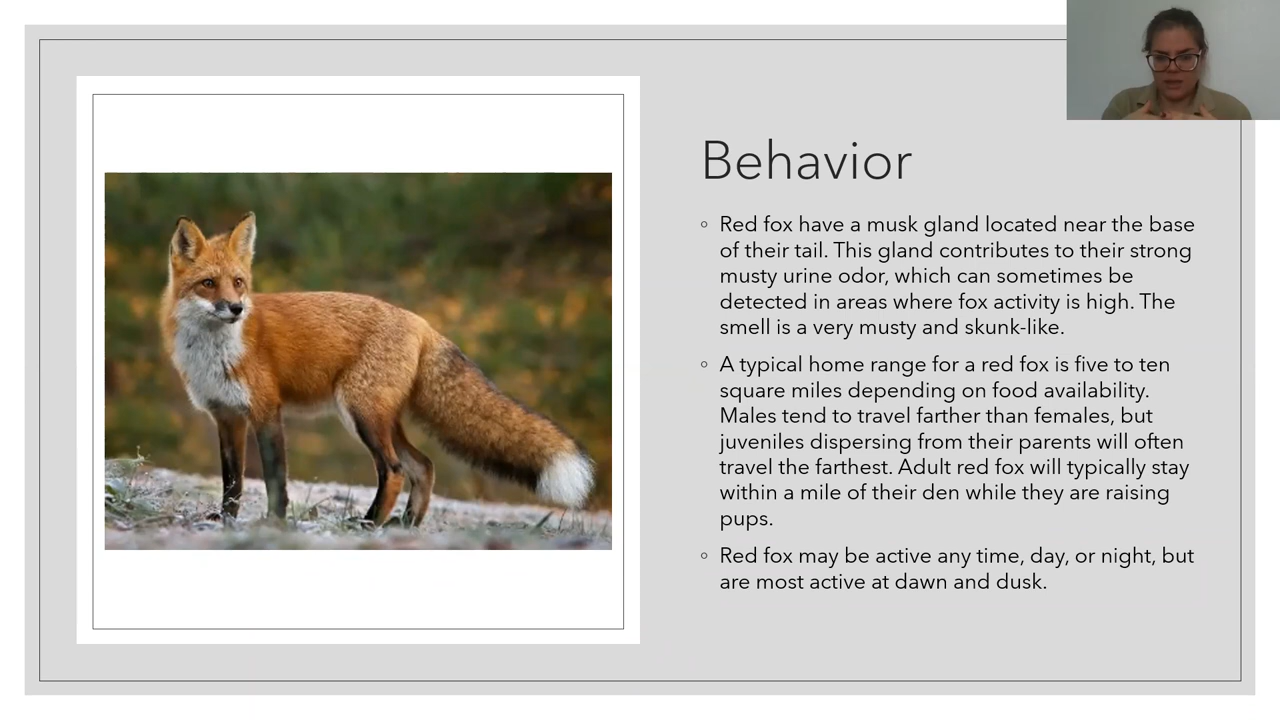 Behavior
Red fox have a musk gland located near the base
of their tail. This gland contributes to their strong
musty urine odor, which can sometimes be
detected in areas where fox activity is high. The
smell is a very musty and skunk-like.
A typical home range for a red fox is five to ten
square miles depending on food availability.
Males tend to travel farther than females, but
juveniles dispersing from their parents will often
travel the farthest. Adult red fox will typically stay
within a mile of their den while they are raising
pups.
Red fox may be active any time, day, or night, but
are most active at dawn and dusk.